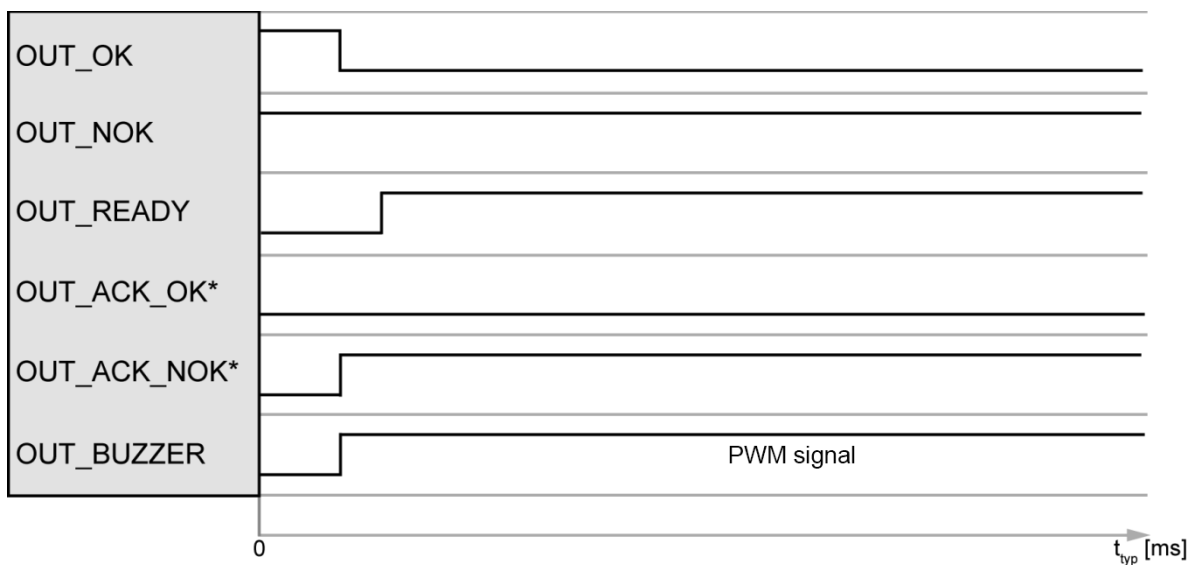 OUT_OK
OUT_NOK
OUT_READY
OUT_ACK_OK*
OUT_ACK_NOK*
OUT_BUZZER
PWM signal
0
t_typ [ms]